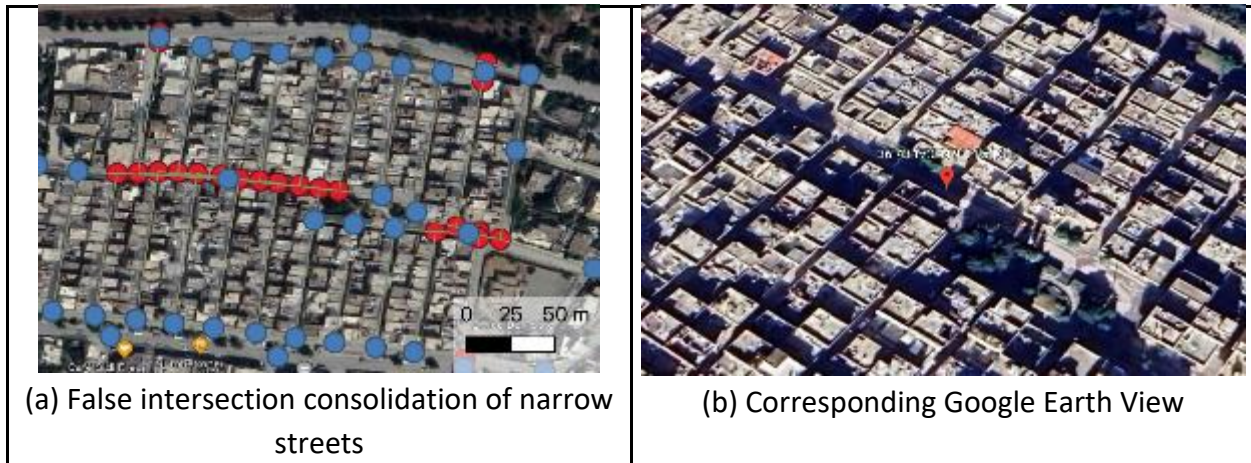 0 25 50 m
(a) False intersection consolidation of narrow
streets
(b) Corresponding Google Earth View